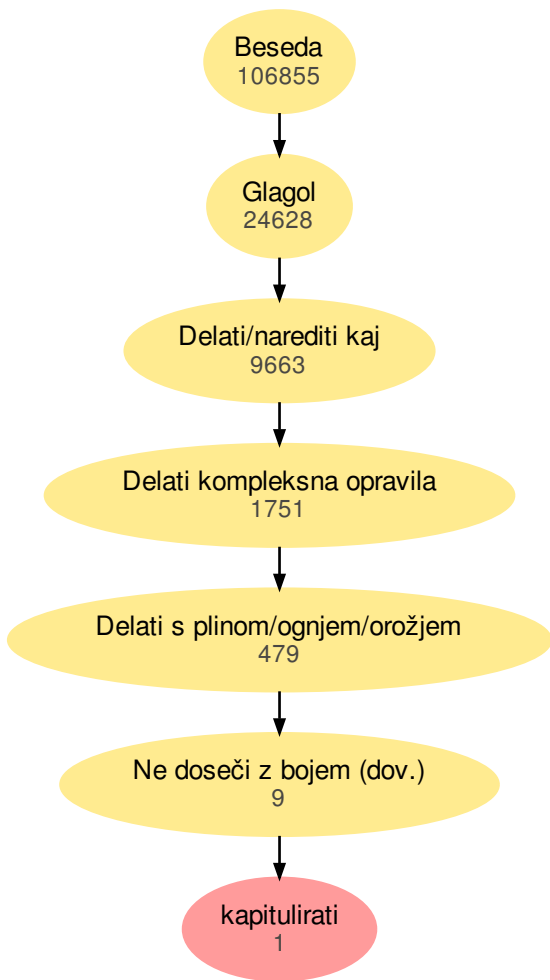 Beseda
106855
Glagol
24628
Delati/narediti kaj
9663
Delati kompleksna opravila
1751
Delati s plinom/ognjem/orožjem
479
Ne doseči z bojem (dov.)
9
kapitulirati
1